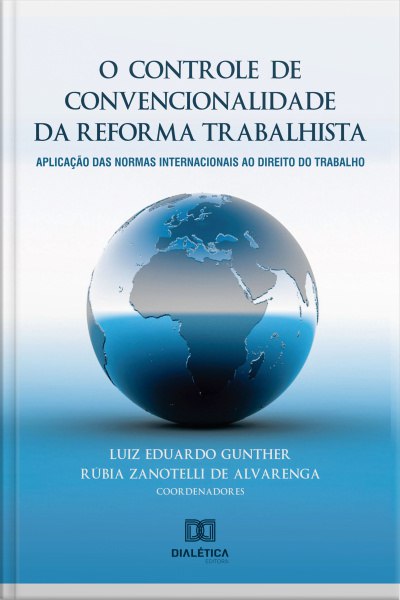 O CONTROLE DE
CONVENCIONALIDADE
DA REFORMA TRABALHISTA
APLICAÇÃO DAS NORMAS INTERNACIONAIS AO DIREITO DO TRABALHO
LUIZ EDUARDO GUNTHER
RÚBIA ZANOTELLI DE ALVARENGA
COORDENADORES
DIALÉTICA
EDITORA